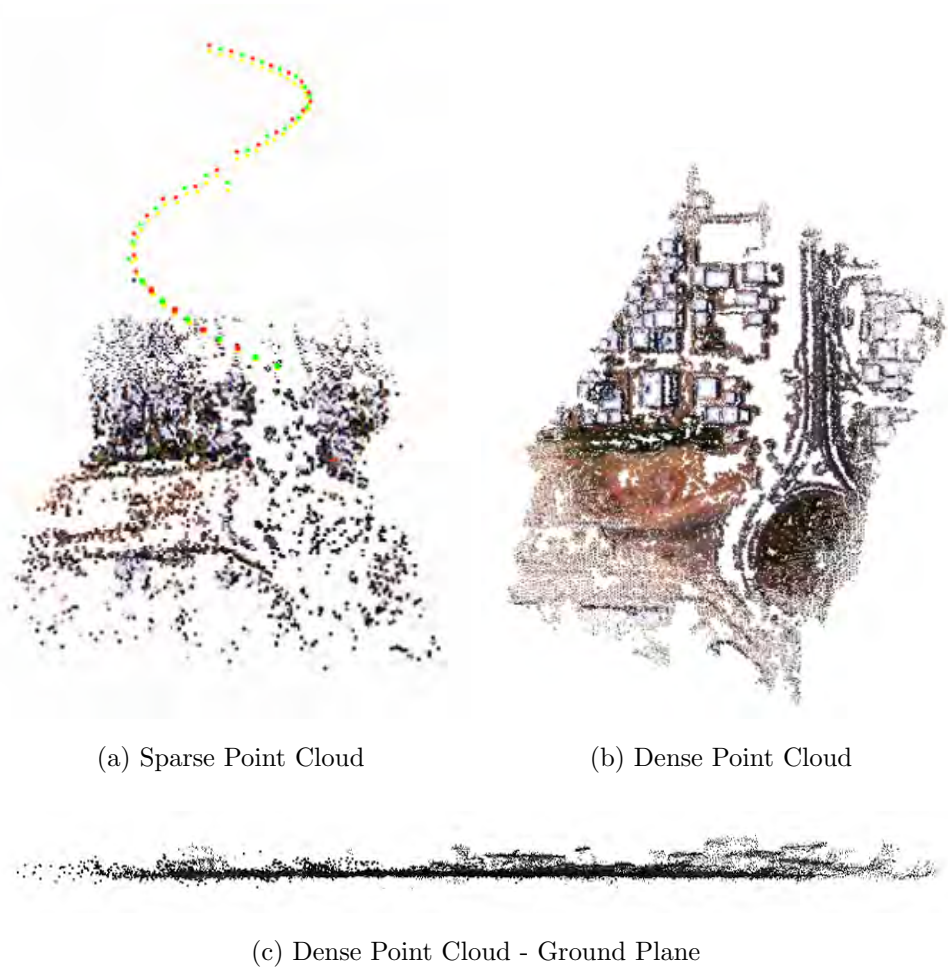 (a) Sparse Point Cloud
(b) Dense Point Cloud
(c) Dense Point Cloud - Ground Plane